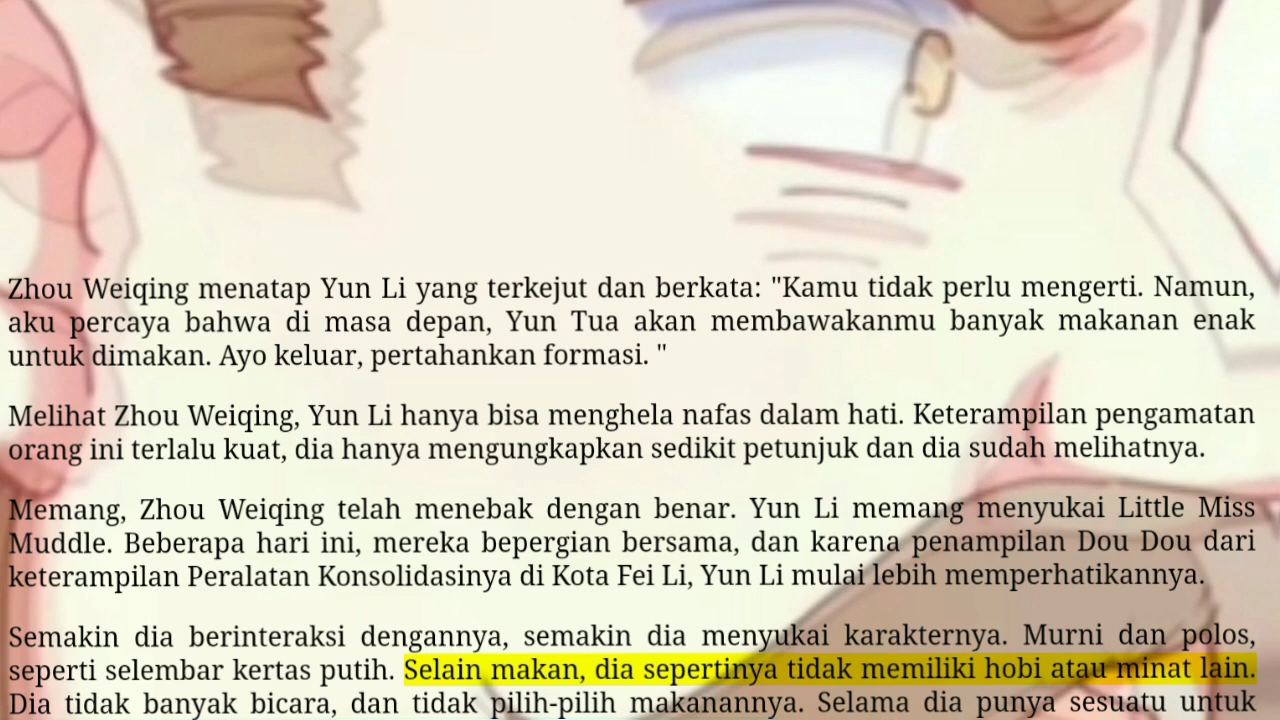 Zhou Weiqing menatap Yun Li yang terkejut dan berkata: "Kamu tidak perlu mengerti. Namun,
aku percaya bahwa di masa depan, Yun Tua akan membawakanmu banyak makanan enak
untuk dimakan. Ayo keluar, pertahankan formasi. "
Melihat Zhou Weiqing, Yun Li hanya bisa menghela nafas dalam hati. Keterampilan pengamatan
orang ini terlalu kuat, dia hanya mengungkapkan sedikit petunjuk dan dia sudah melihatnya.
Memang, Zhou Weiqing telah menebak dengan benar. Yun Li memang menyukai Little Miss
Muddle. Beberapa hari ini, mereka bepergian bersama, dan karena penampilan Dou Dou dari
keterampilan Peralatan Konsolidasinya di Kota Fei Li, Yun Li mulai lebih memperhatikannya.
Semakin dia berinteraksi dengannya, semakin dia menyukai karakternya. Murni dan polos,
seperti selembar kertas putih. Selain makan, dia sepertinya tidak memiliki hobi atau minat lain.
Dia tidak banyak bicara, dan tidak pilih-pilih makanannya. Selama dia punya sesuatu untuk